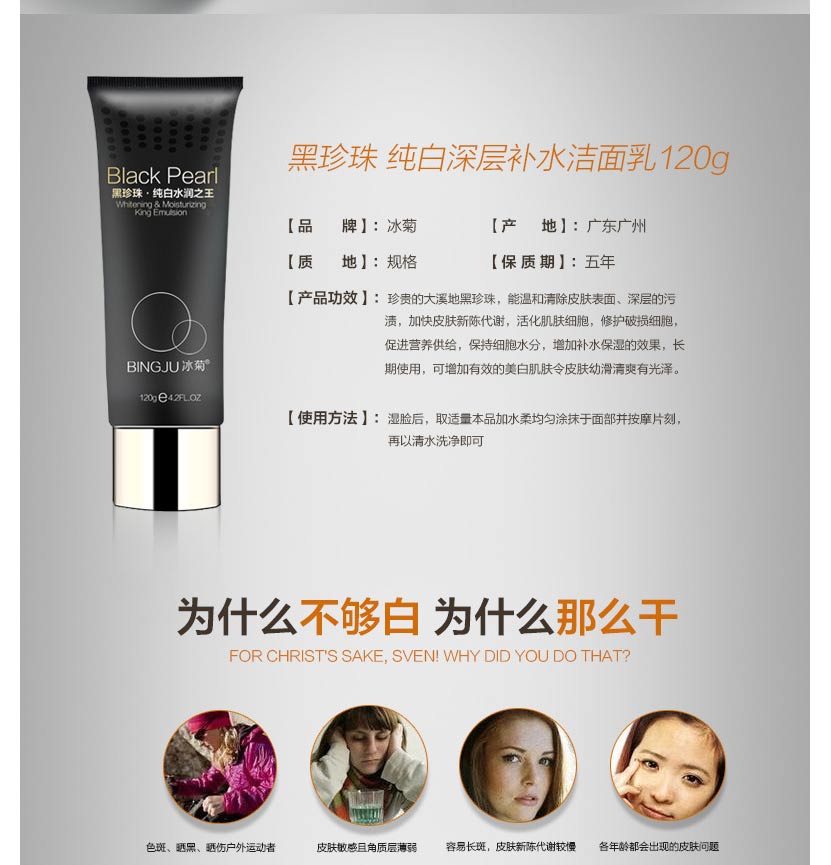 Black Pearl
黑珍珠·纯白水润之王
Whitening & Moisturizing
King Emulsion
BINGJU 冰菊®
120g℮4.2FL.OZ
黑珍珠 纯白深层补水洁面乳120g
【品 牌】: 冰菊 【产 地】: 广东广州
【质 地】: 规格 【保质期】: 五年
【产品功效】: 珍贵的大溪地黑珍珠，能温和清除皮肤表面、深层的污
渍，加快皮肤新陈代谢，活化肌肤细胞，修护破损细胞，
促进营养供给，保持细胞水分，增加补水保湿的效果，长
期使用，可增加有效的美白肌肤令皮肤幼滑清爽有光泽。
【使用方法】: 湿脸后，取适量本品加水柔均匀涂抹于面部并按摩片刻，
再以清水洗净即可
为什么不够白 为什么那么干
FOR CHRIST'S SAKE, SVEN! WHY DID YOU DO THAT?
色斑、晒黑、晒伤户外运动者
皮肤敏感且角质层薄弱
容易长斑，皮肤新陈代谢较慢
各年龄都会出现的皮肤问题